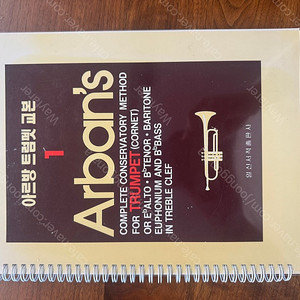 아르방 트럼펫 교본
1
Arban's
COMPLETE CONSERVATORY METHOD
FOR TRUMPET (CORNET)
OR E♭ALTO · B♭TENOR · BARITONE
EUPHONIUM AND B♭BASS
IN TREBLE CLEF
일신서적출판사